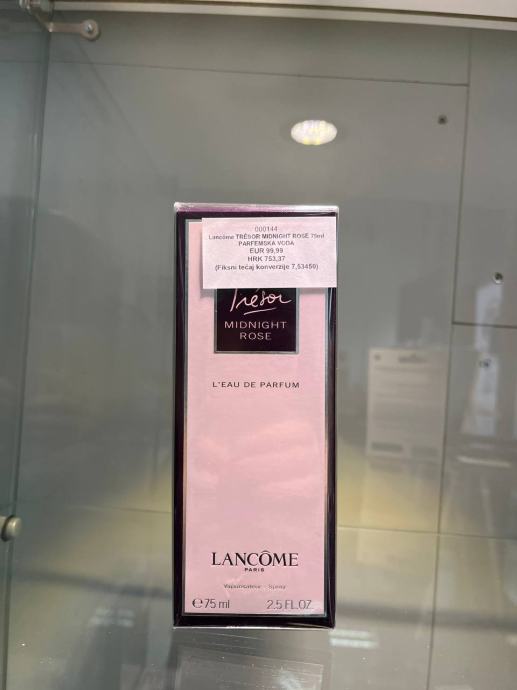 000144
Lancôme TRÉSOR MIDNIGHT ROSE 75ml
PARFEMSKA VODA
EUR 99,99
HRK 753,37
(Fiksni tečaj konverzije 7,53450)
Trésor
MIDNIGHT
ROSE
L'EAU DE PARFUM
LANCÔME
PARIS
Vaporisateur - Spray
℮75 ml 2.5 FL.OZ.